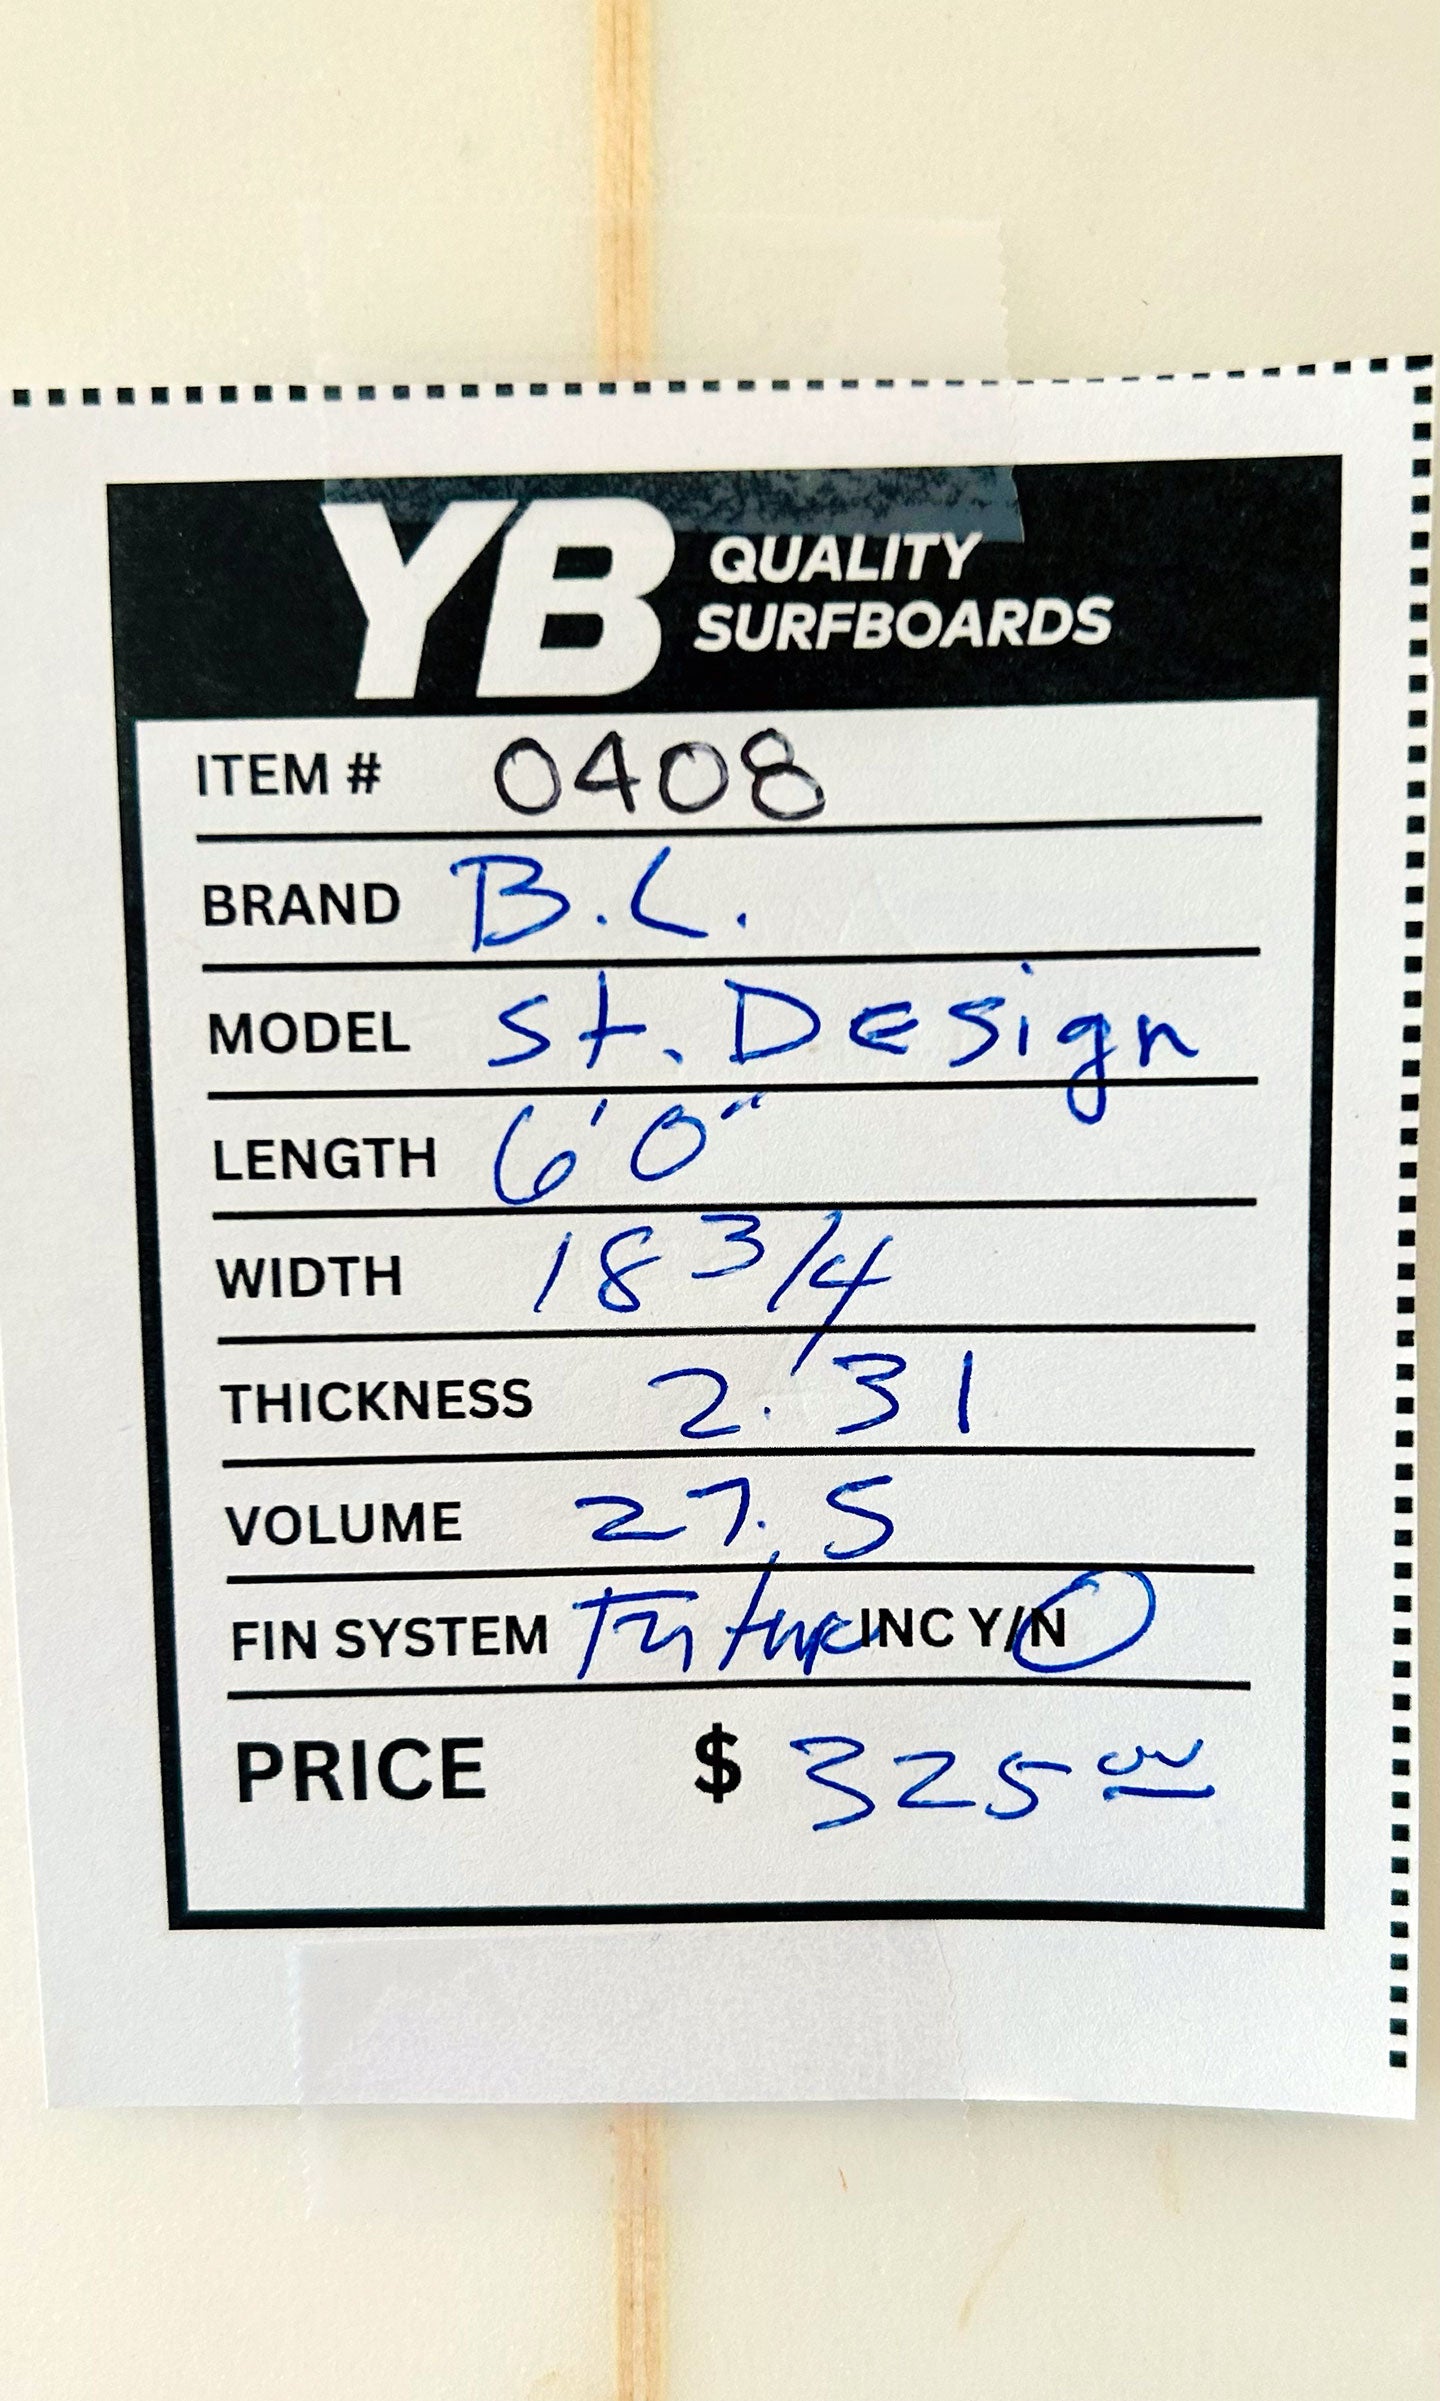 YB QUALITY
SURFBOARDS
ITEM # 0408
BRAND B.L.
MODEL St. Design
LENGTH 6'0"
WIDTH 18 3/4
THICKNESS 2.31
VOLUME 27.5
FIN SYSTEM Future INC Y/N
PRICE $ 325.00